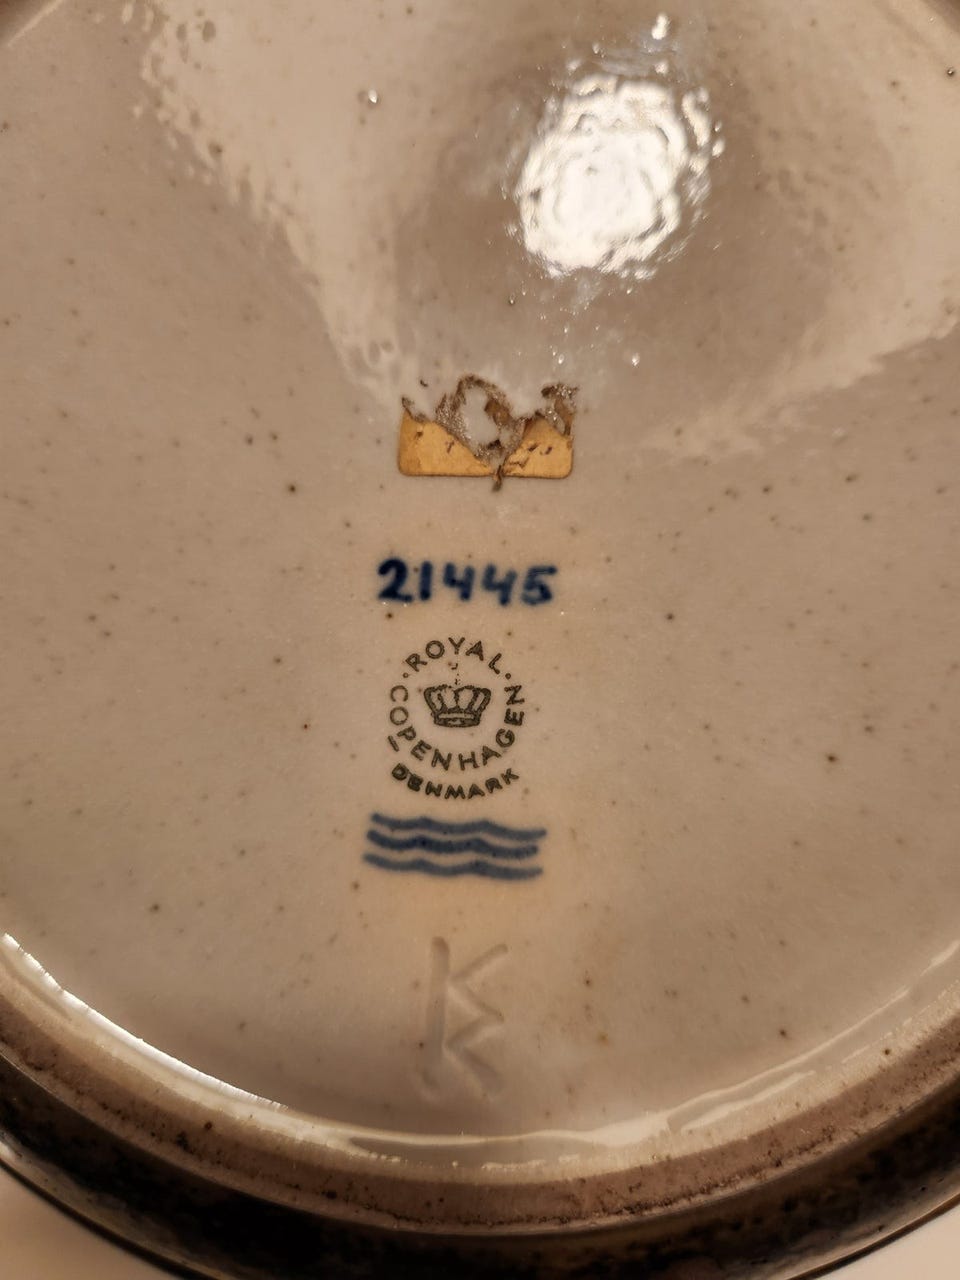 21445
ROYAL
COPENHAGEN
DENMARK
K